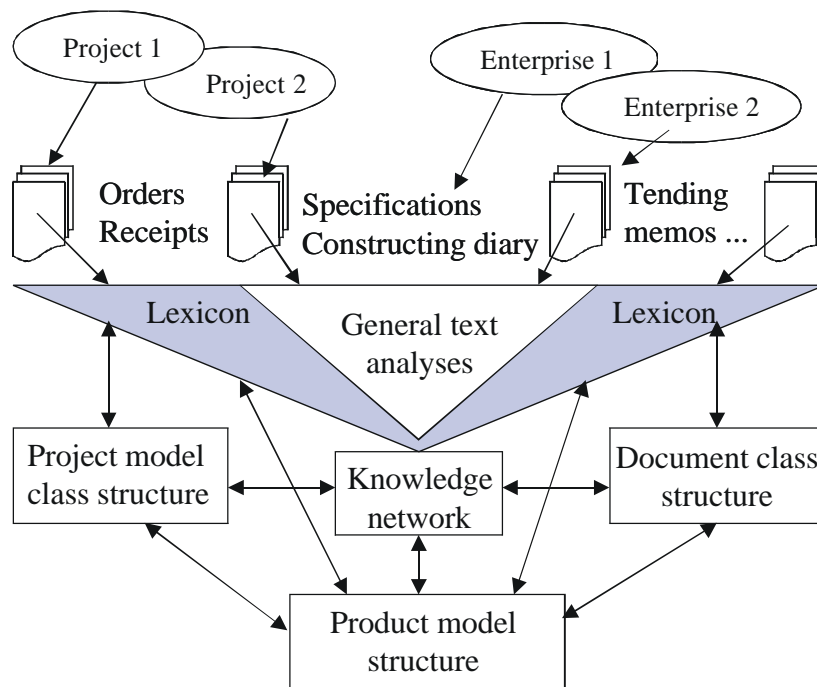 Project 1
Project 2
Enterprise 1
Enterprise 2
Orders
Receipts
Specifications
Constructing diary
Tending
memos ...
Lexicon
General text
analyses
Lexicon
Project model
class structure
Knowledge
network
Document class
structure
Product model
structure